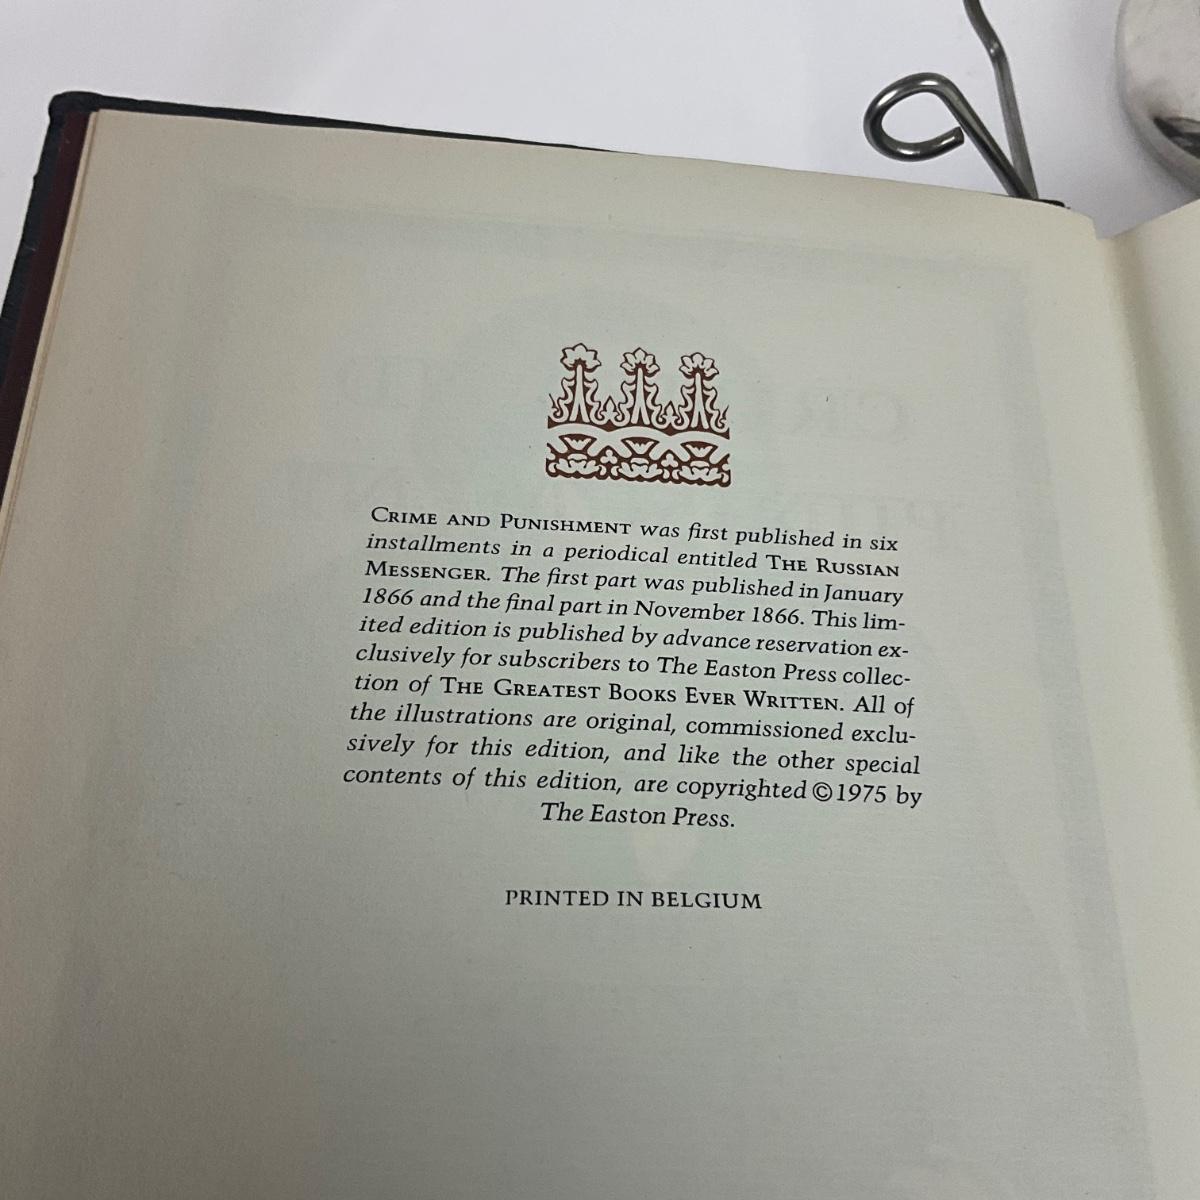 CRIME AND PUNISHMENT was first published in six
installments in a periodical entitled THE RUSSIAN
MESSENGER. The first part was published in January
1866 and the final part in November 1866. This lim-
ited edition is published by advance reservation ex-
clusively for subscribers to The Easton Press collec-
tion of THE GREATEST BOOKS EVER WRITTEN. All of
the illustrations are original, commissioned exclu-
sively for this edition, and like the other special
contents of this edition, are copyrighted ©1975 by
The Easton Press.
PRINTED IN BELGIUM